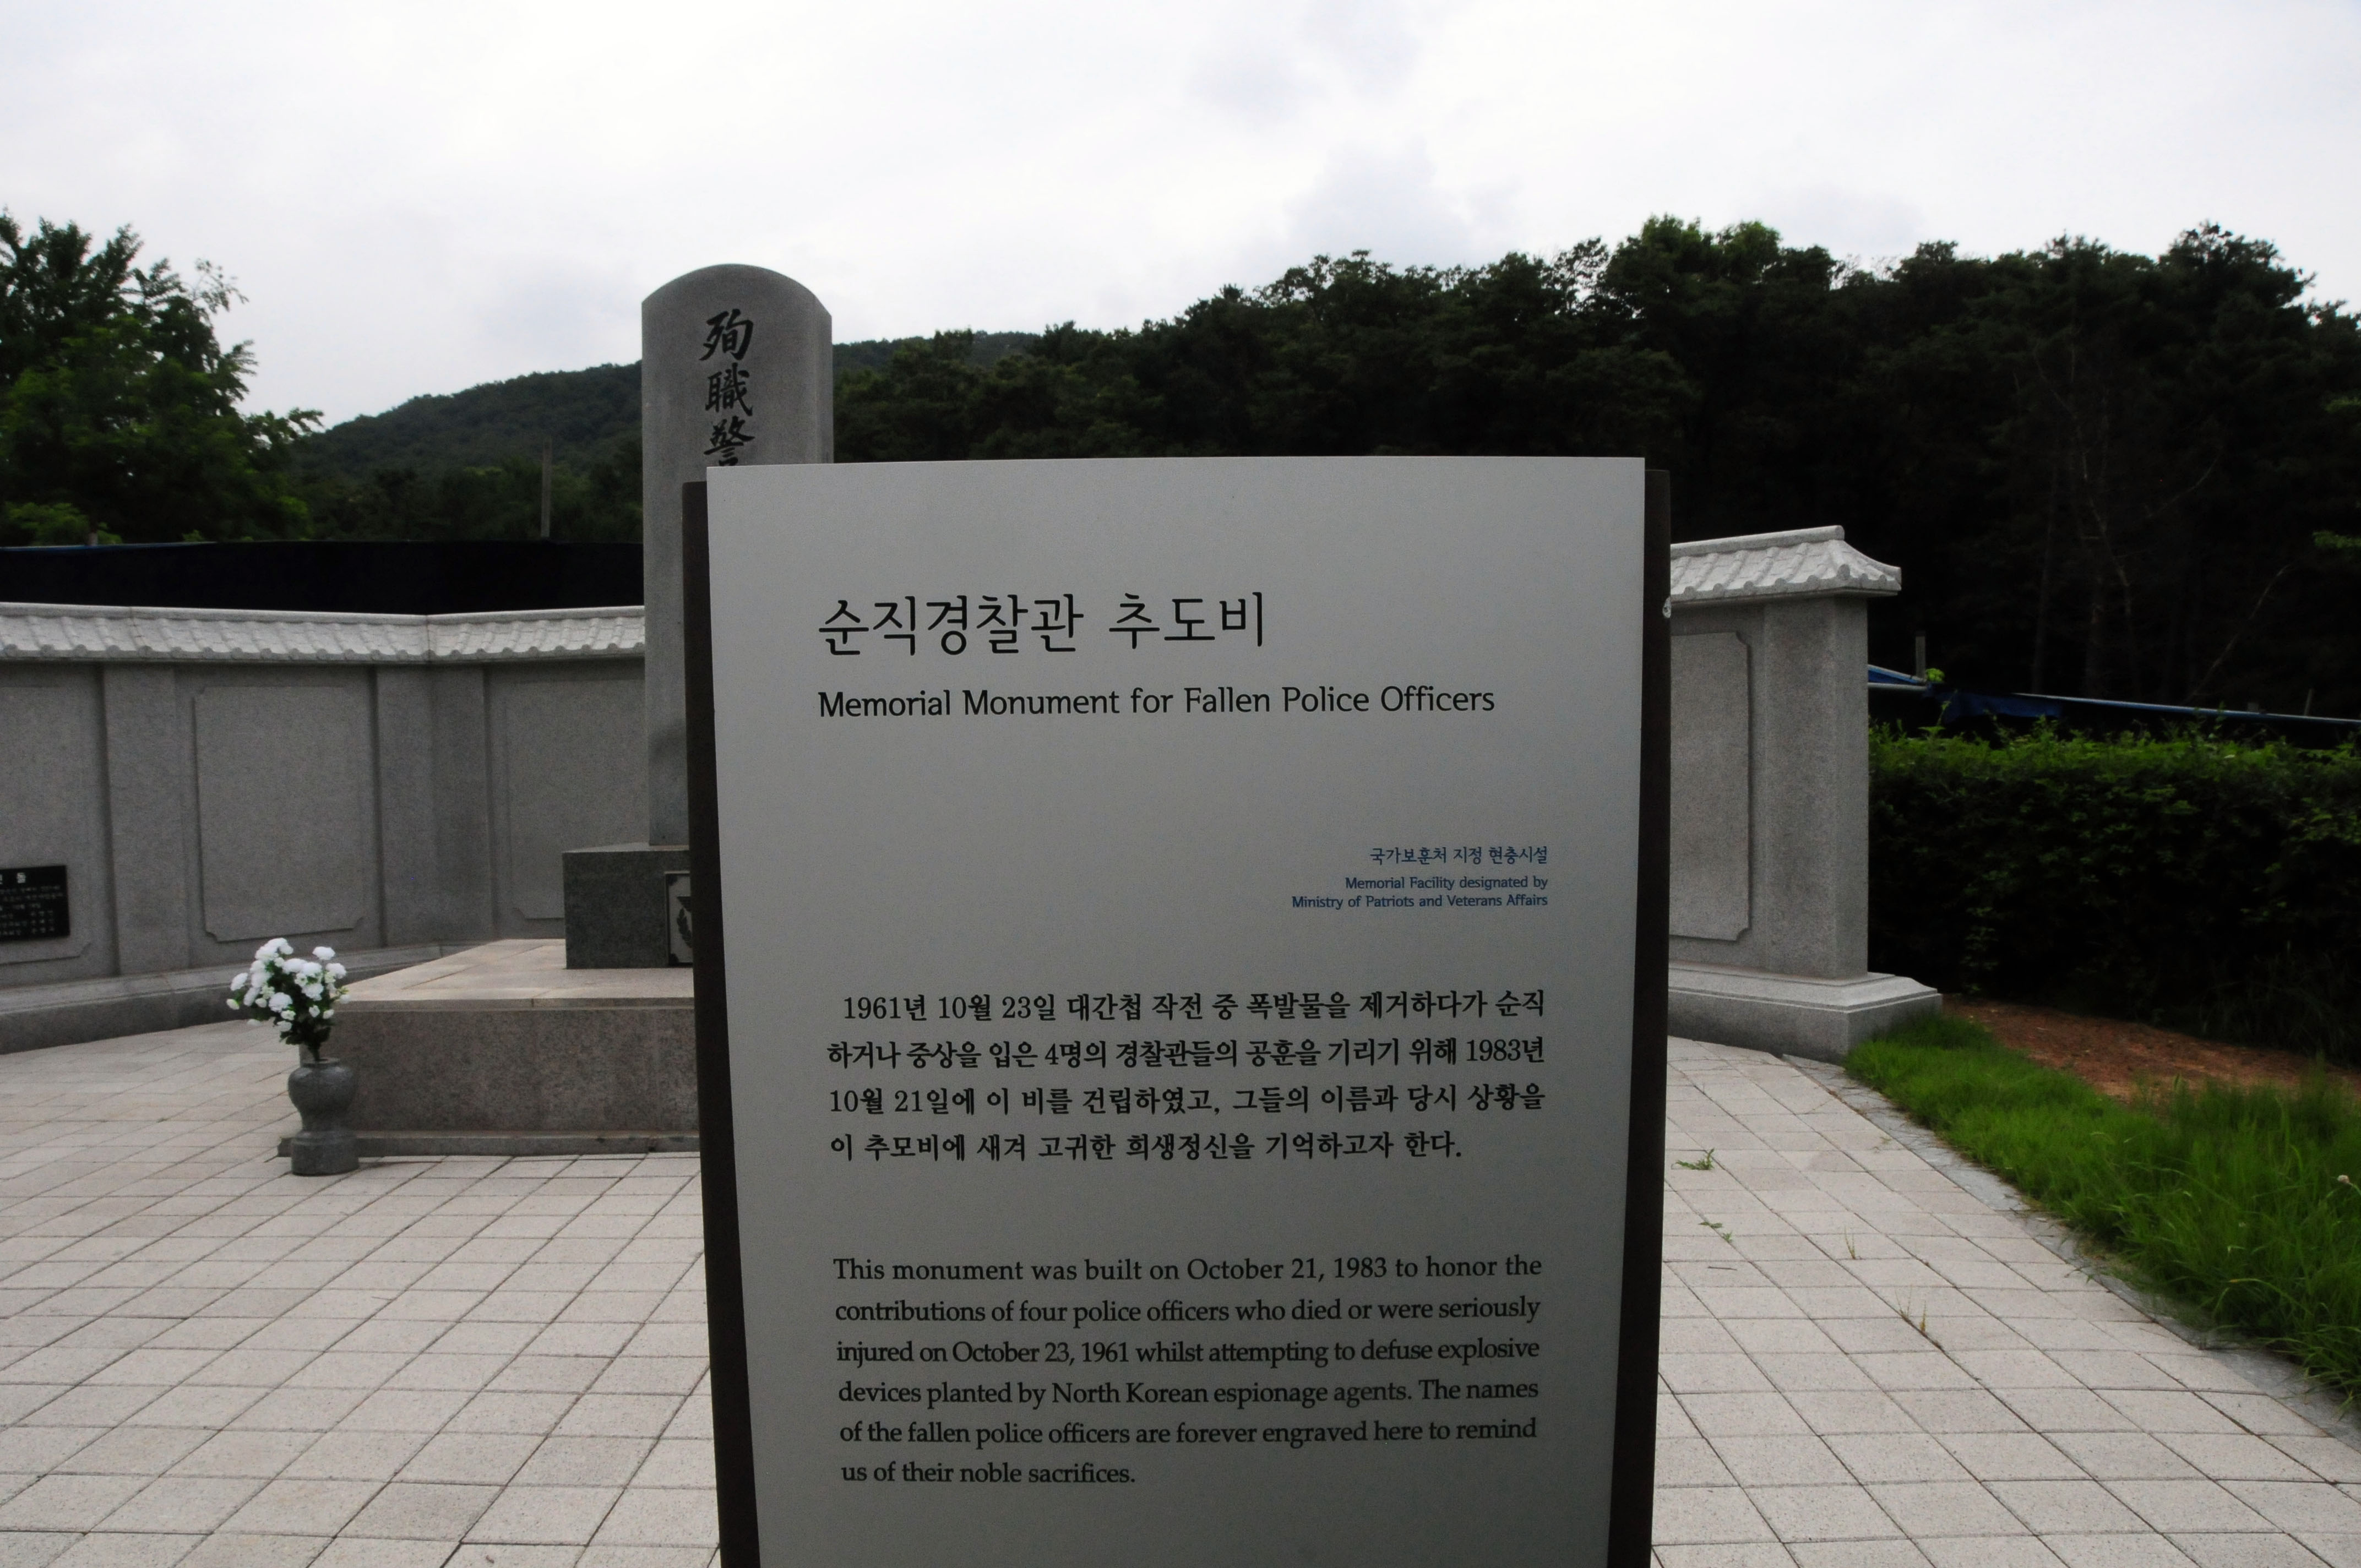 殉
職
警
순직경찰관 추도비
Memorial Monument for Fallen Police Officers
국가보훈처 지정 현충시설
Memorial Facility designated by
Ministry of Patriots and Veterans Affairs
1961년 10월 23일 대간첩 작전 중 폭발물을 제거하다가 순직
하거나 중상을 입은 4명의 경찰관들의 공훈을 기리기 위해 1983년
10월 21일에 이 비를 건립하였고, 그들의 이름과 당시 상황을
이 추모비에 새겨 고귀한 희생정신을 기억하고자 한다.
This monument was built on October 21, 1983 to honor the
contributions of four police officers who died or were seriously
injured on October 23, 1961 whilst attempting to defuse explosive
devices planted by North Korean espionage agents. The names
of the fallen police officers are forever engraved here to remind
us of their noble sacrifices.